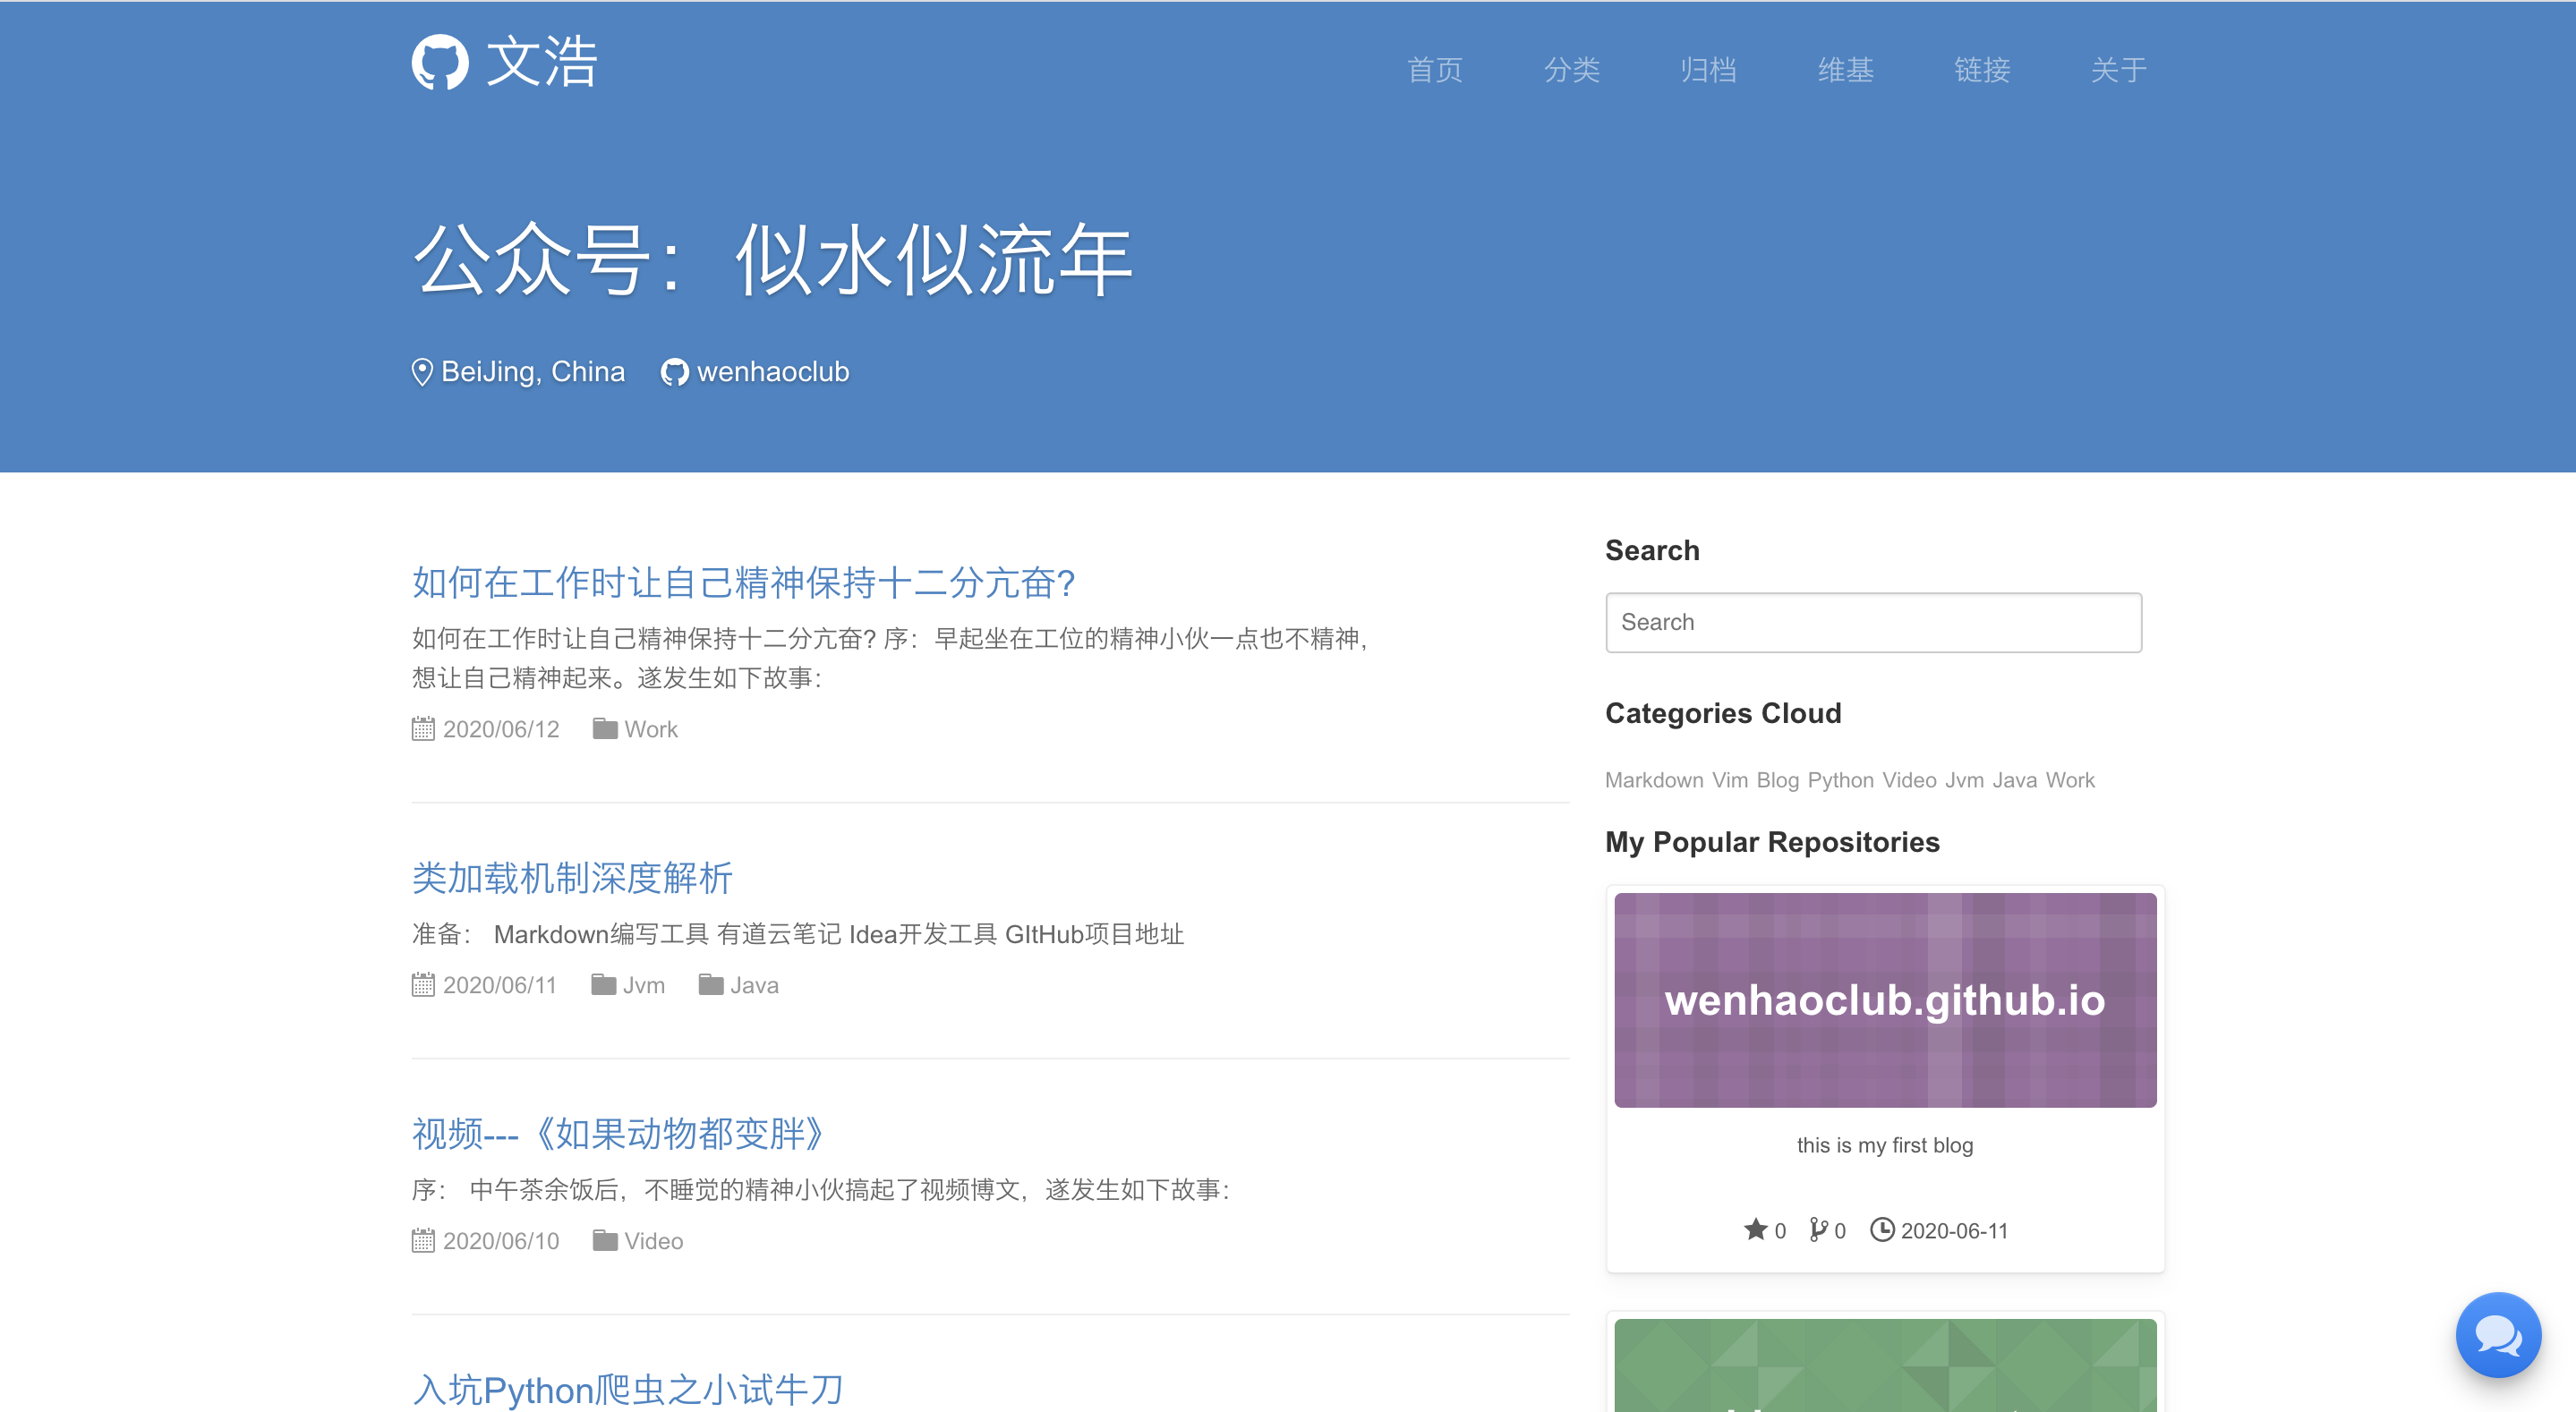 文浩
首页 分类 归档 维基 链接 关于
公众号：似水似流年
BeiJing, China wenhaoclub
如何在工作时让自己精神保持十二分亢奋?
如何在工作时让自己精神保持十二分亢奋? 序：早起坐在工位的精神小伙一点也不精神，
想让自己精神起来。遂发生如下故事：
2020/06/12 Work
类加载机制深度解析
准备： Markdown编写工具 有道云笔记 Idea开发工具 GItHub项目地址
2020/06/11 Jvm Java
视频---《如果动物都变胖》
序： 中午茶余饭后，不睡觉的精神小伙搞起了视频博文，遂发生如下故事：
2020/06/10 Video
入坑Python爬虫之小试牛刀
Search
Search
Categories Cloud
Markdown Vim Blog Python Video Jvm Java Work
My Popular Repositories
wenhaoclub.github.io
this is my first blog
0 0 2020-06-11